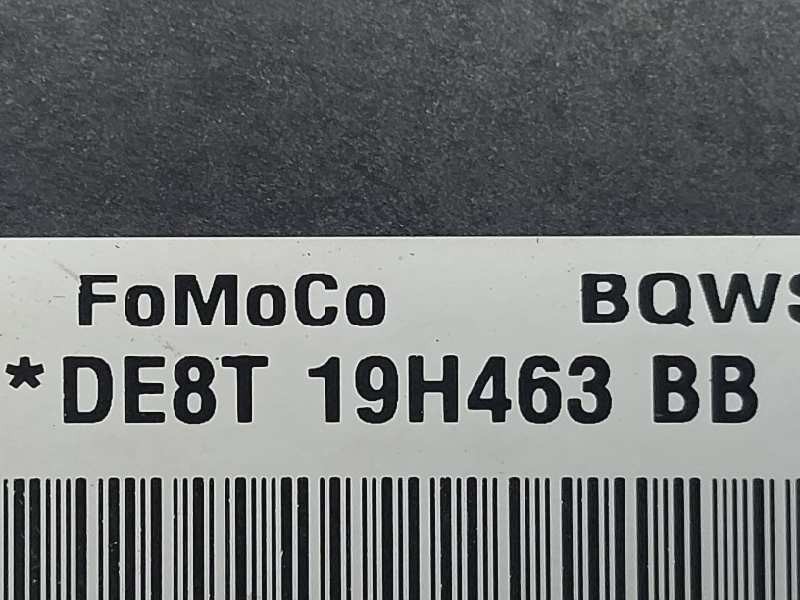 FoMoCo BQWS
*DE8T 19H463 BB